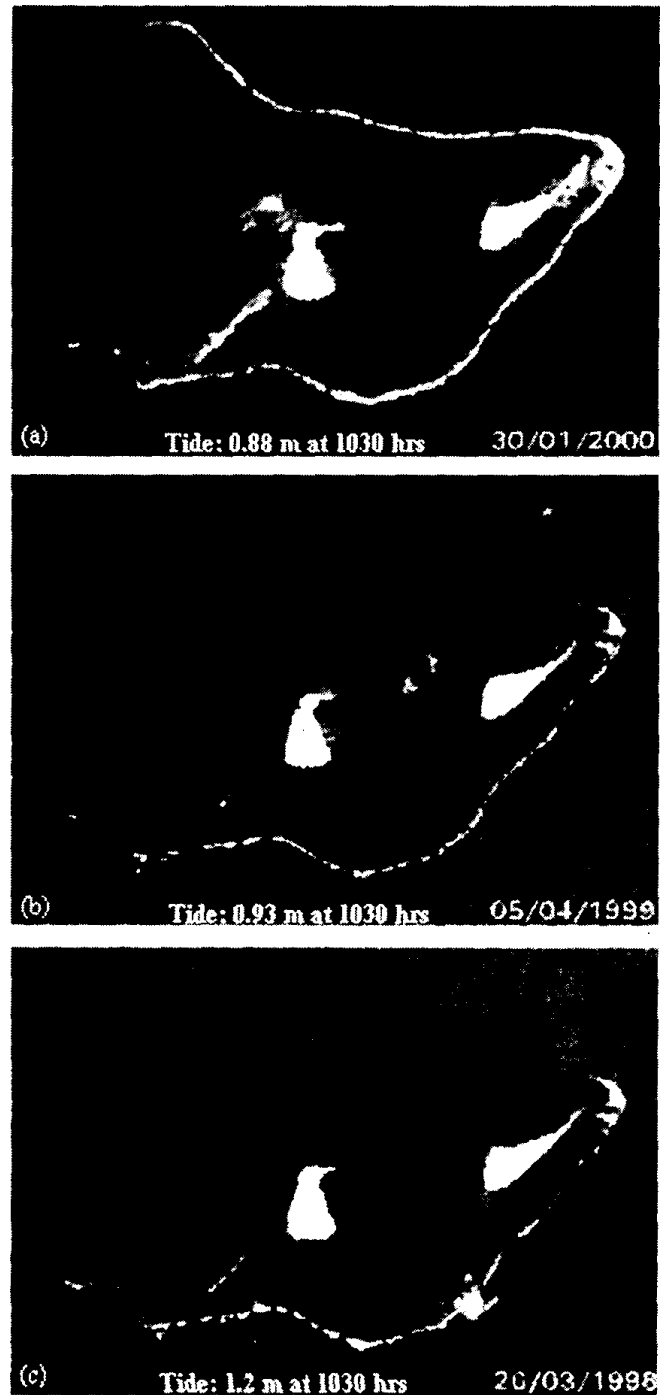 (a) Tide: 0.88 m at 1030 hrs 30/01/2000
(b) Tide: 0.93 m at 1030 hrs 05/04/1999
(c) Tide: 1.2 m at 1030 hrs 20/03/1998